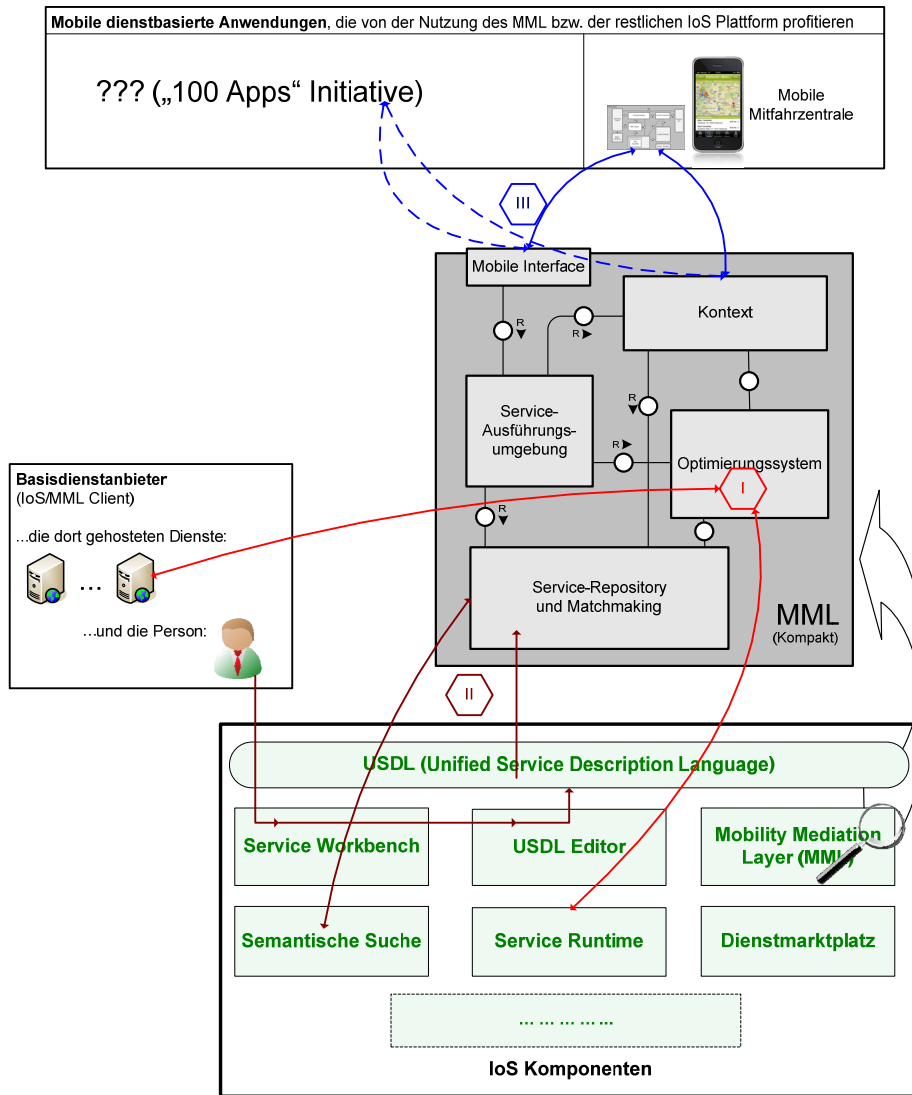 Mobile dienstbasierte Anwendungen, die von der Nutzung des MML bzw. der restlichen IoS Plattform profitieren
??? („100 Apps“ Initiative)
Mobile
Mitfahrzentrale
III
Mobile Interface
Kontext
R
R
Service-
Ausführungs-
umgebung
R
R
Optimierungssystem
I
R
Service-Repository
und Matchmaking
MML
(Kompakt)
Basisdienstanbieter
(IoS/MML Client)
...die dort gehosteten Dienste:
...
...und die Person:
II
USDL (Unified Service Description Language)
Service Workbench
USDL Editor
Mobility Mediation
Layer (MML)
Semantische Suche
Service Runtime
Dienstmarktplatz
... ... ... ... ...
IoS Komponenten